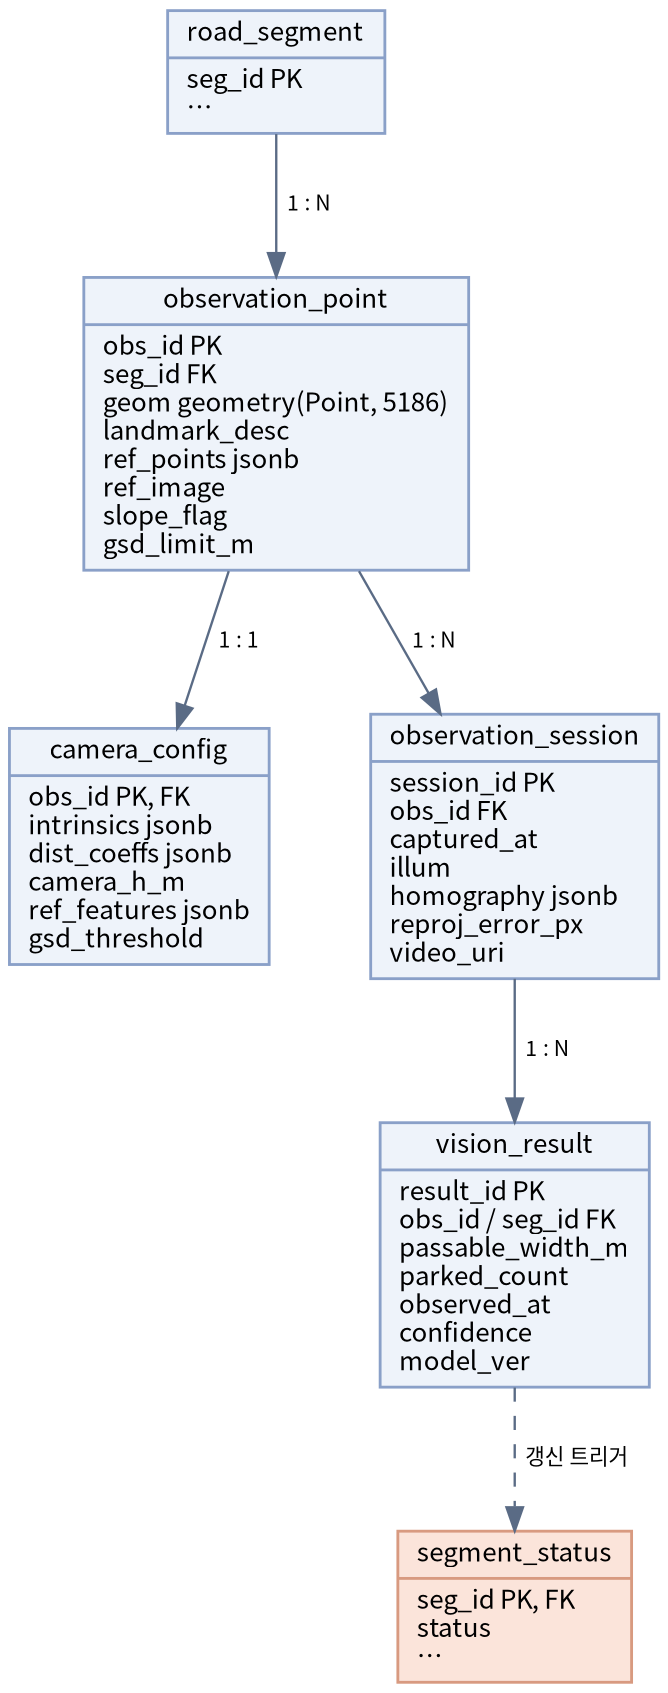 road_segment
seg_id PK
...
1 : N
observation_point
obs_id PK
seg_id FK
geom geometry(Point, 5186)
landmark_desc
ref_points jsonb
ref_image
slope_flag
gsd_limit_m
1 : 1
1 : N
camera_config
obs_id PK, FK
intrinsics jsonb
dist_coeffs jsonb
camera_h_m
ref_features jsonb
gsd_threshold
observation_session
session_id PK
obs_id FK
captured_at
illum
homography jsonb
reproj_error_px
video_uri
1 : N
vision_result
result_id PK
obs_id / seg_id FK
passable_width_m
parked_count
observed_at
confidence
model_ver
갱신 트리거
segment_status
seg_id PK, FK
status
...